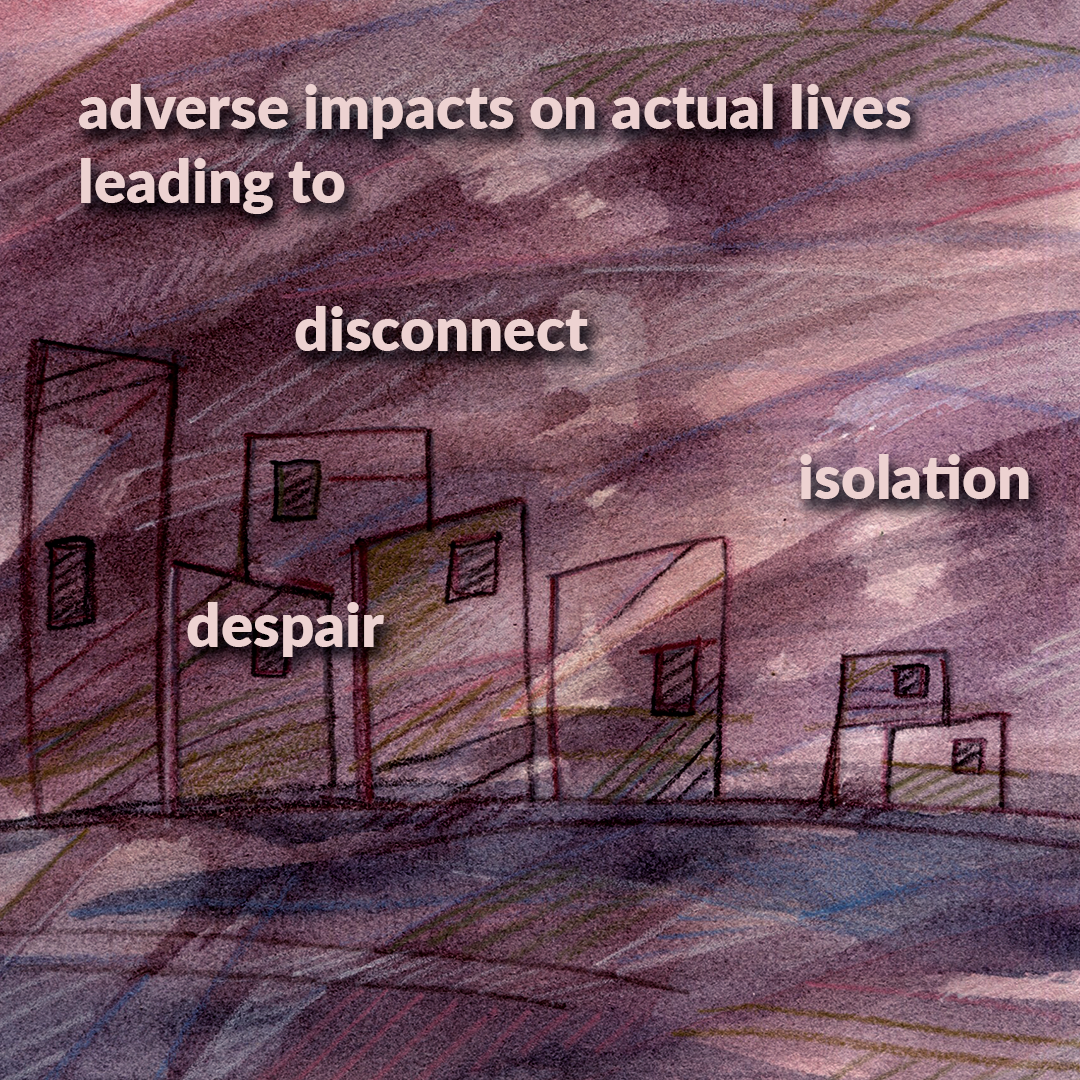 adverse impacts on actual lives
leading to
disconnect
isolation
despair